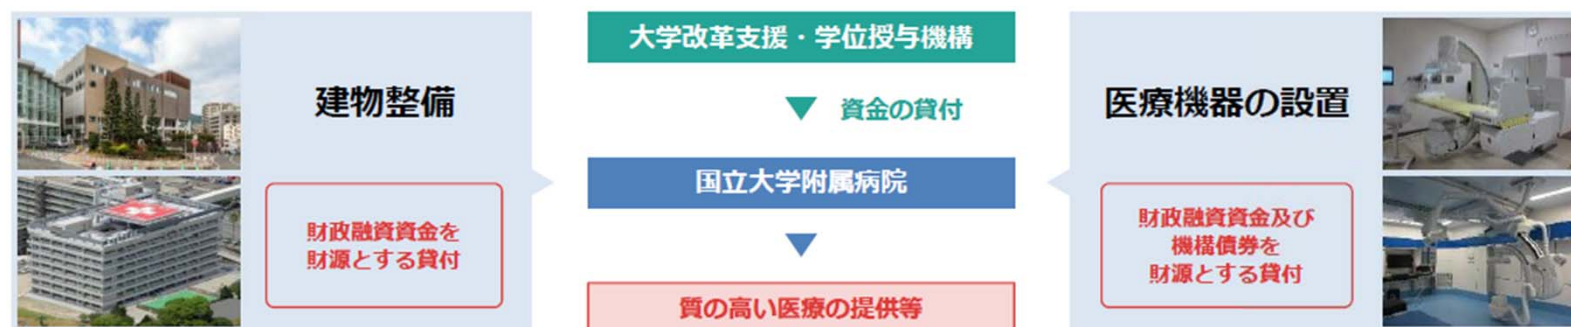 建物整備
財政融資資金を
財源とする貸付
大学改革支援・学位授与機構
資金の貸付
国立大学附属病院
質の高い医療の提供等
医療機器の設置
財政融資資金及び
機構債券を
財源とする貸付